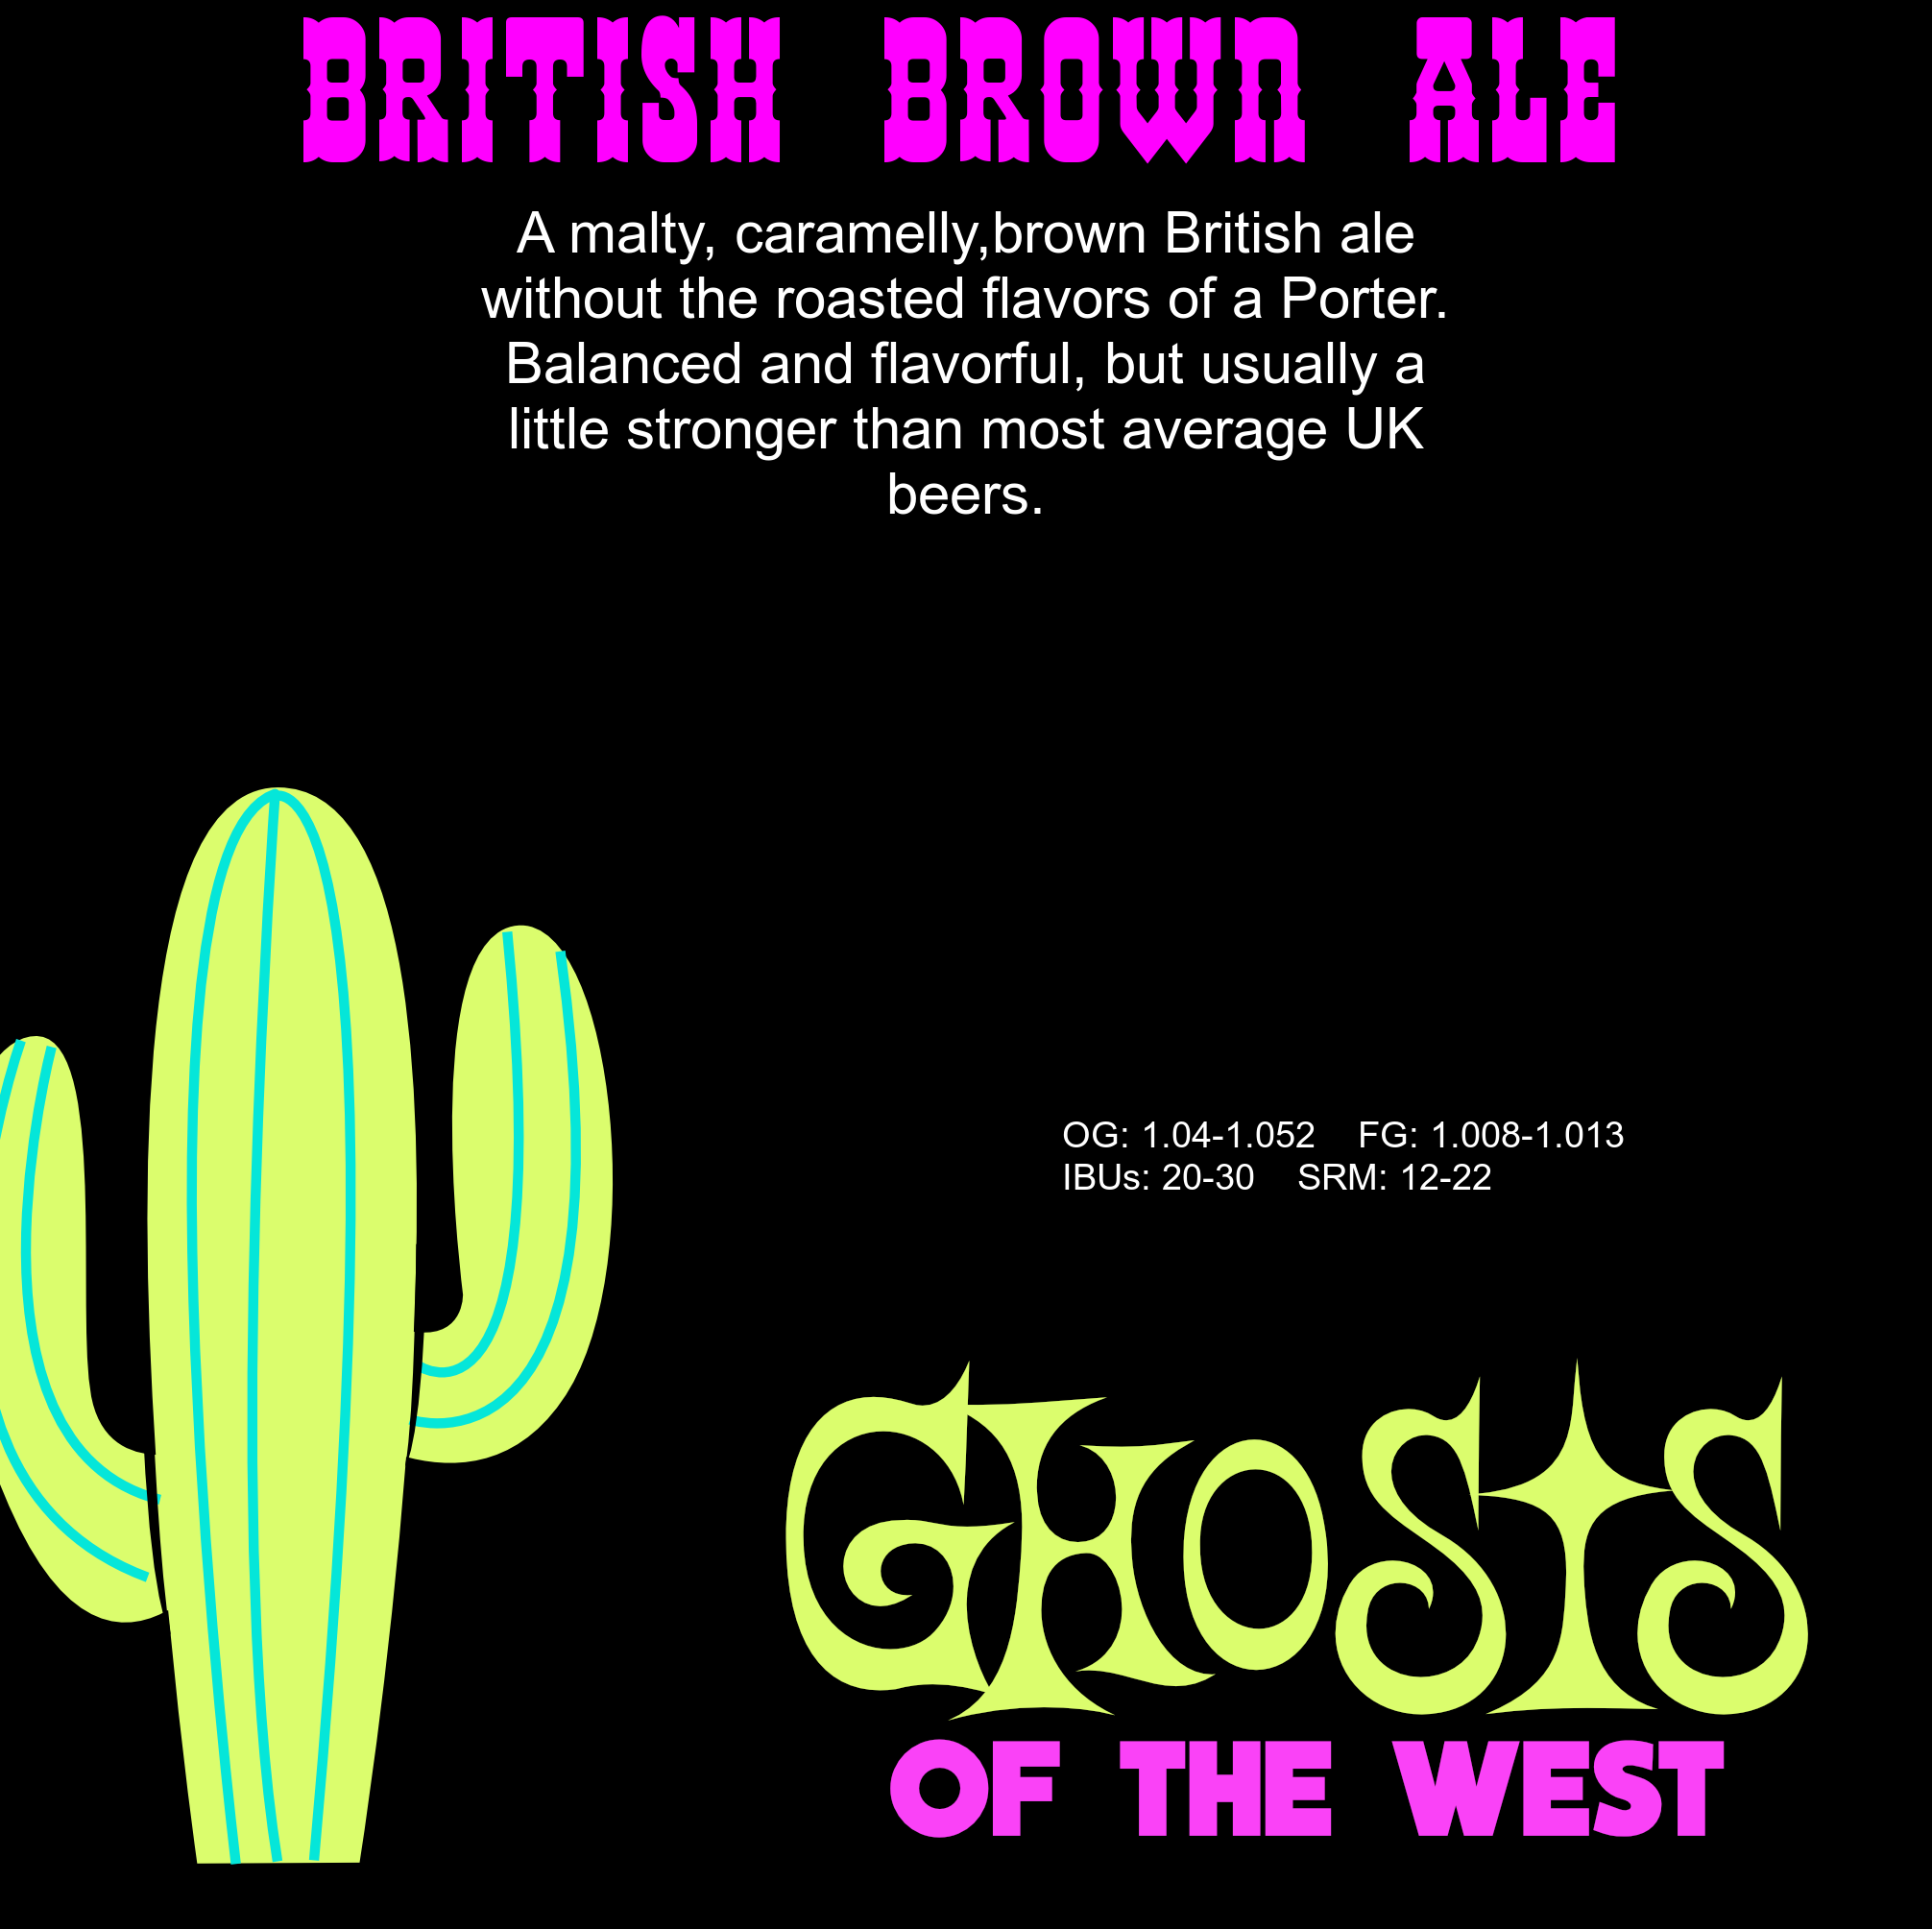 BRITISH BROWN ALE
A malty, caramelly,brown British ale
without the roasted flavors of a Porter.
Balanced and flavorful, but usually a
little stronger than most average UK
beers.
OG: 1.04-1.052 FG: 1.008-1.013
IBUs: 20-30 SRM: 12-22
GHOSTS
OF THE WEST